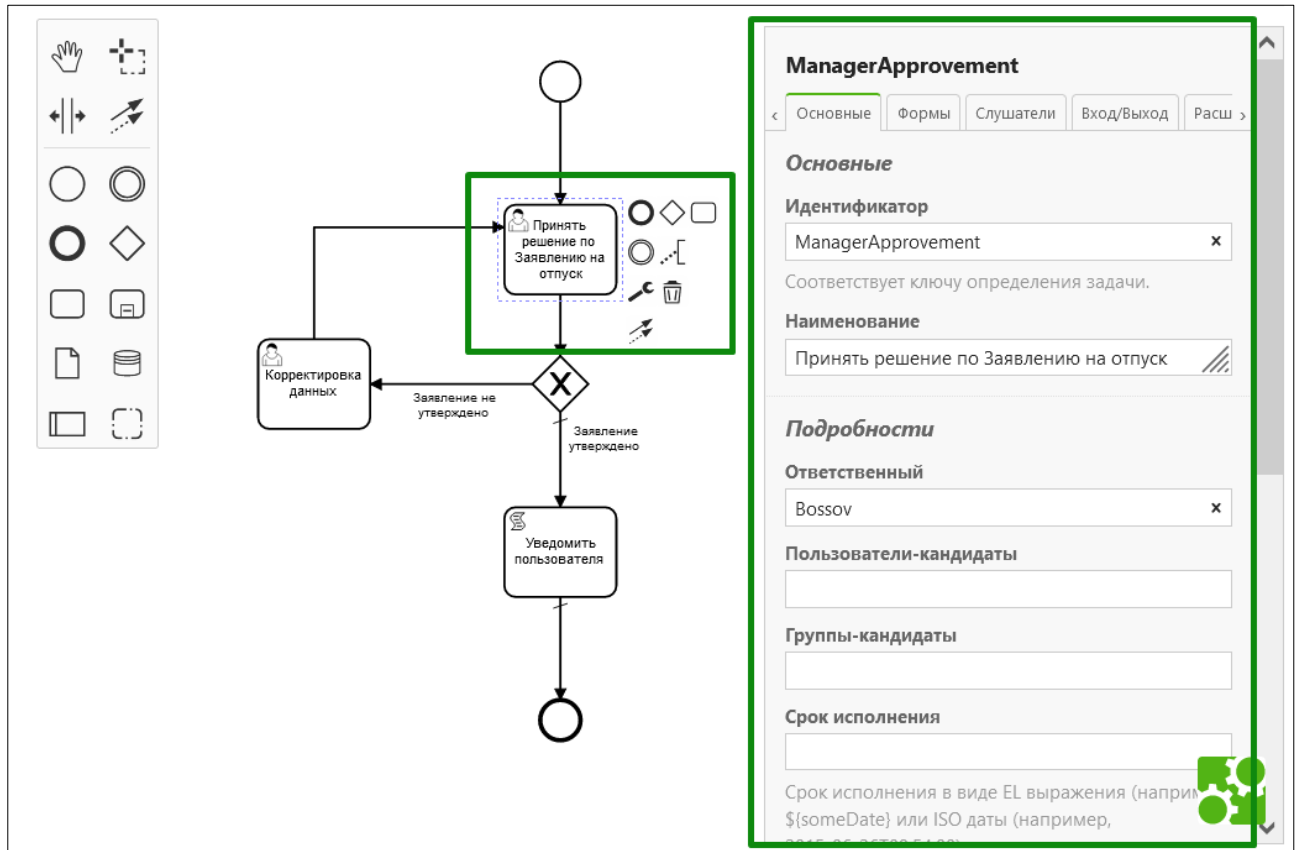 Принять
решение по
Заявлению на
отпуск
Корректировка
данных
Заявление не
утверждено
Заявление
утверждено
Уведомить
пользователя
ManagerApprovement
Основные
Формы
Слушатели
Вход/Выход
Расш
Основные
Идентификатор
ManagerApprovement
Соответствует ключу определения задачи.
Наименование
Принять решение по Заявлению на отпуск
Подробности
Ответственный
Bossov
Пользователи-кандидаты
Группы-кандидаты
Срок исполнения
Срок исполнения в виде EL выражения (напри
${someDate} или ISO даты (например,